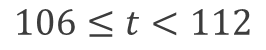 106 ≤ t < 112